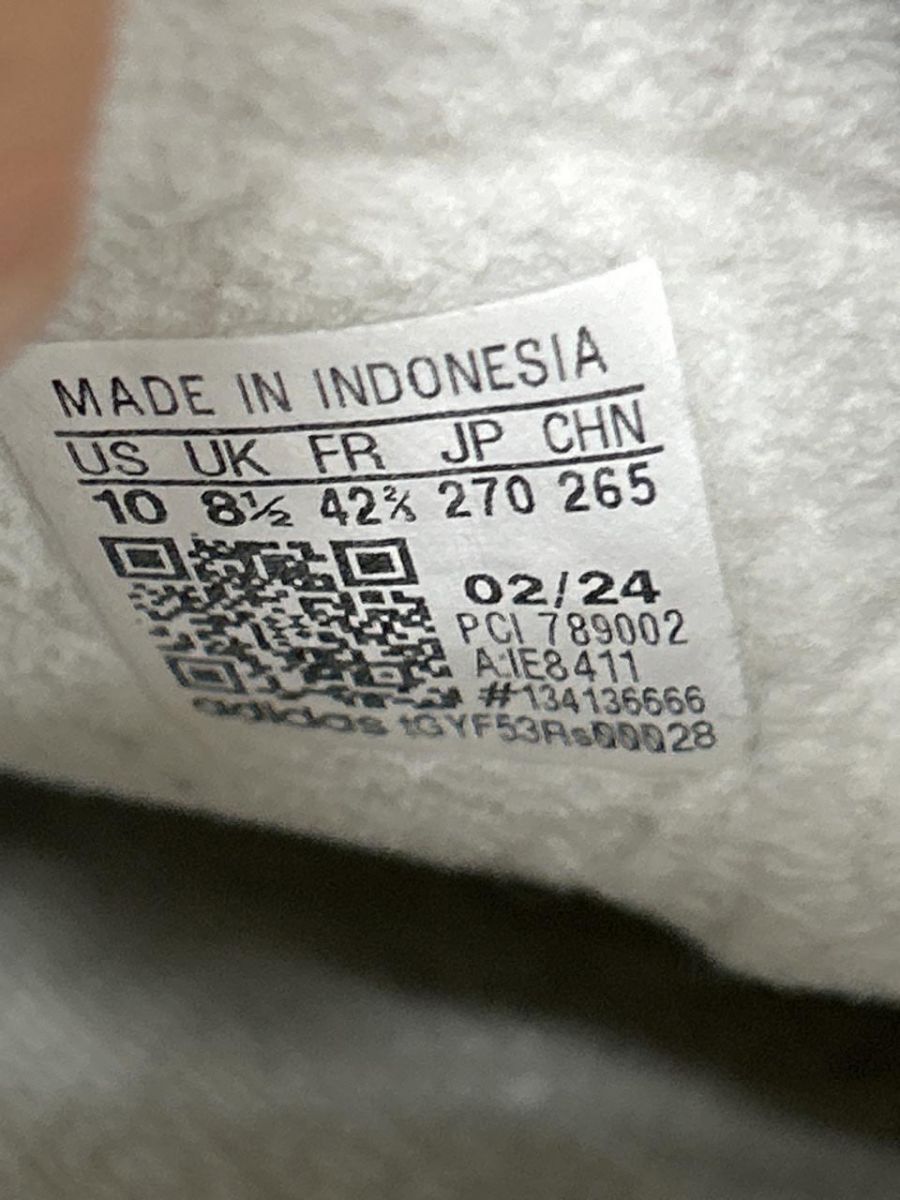 MADE IN INDONESIA
US UK FR JP CHN
10 8½ 42⅔ 270 265
02/24
PCI 789002
A:IE8411
#134136666
adidas tGYF53Rs00028